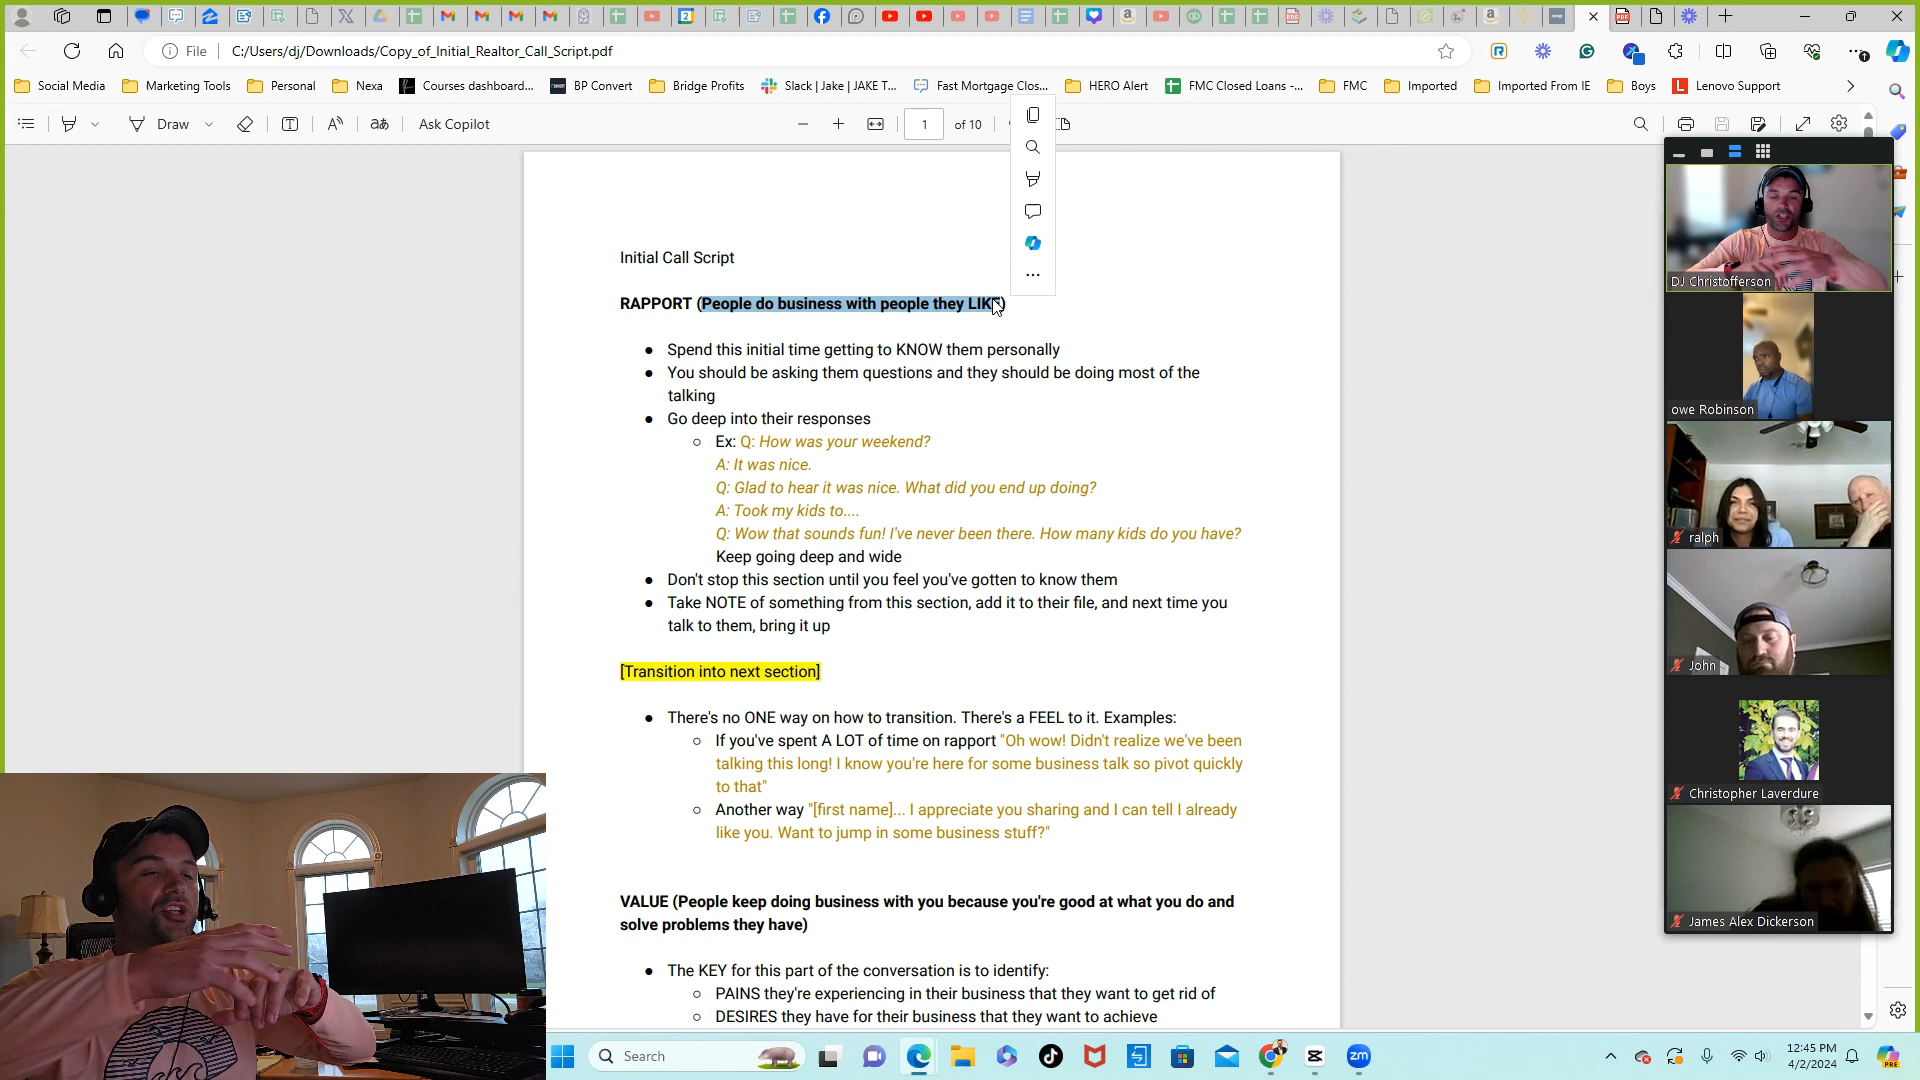 File
C:/Users/dj/Downloads/Copy_of_Initial_Realtor_Call_Script.pdf
Social Media
Marketing Tools
Personal
Nexa
Courses dashboard...
BP Convert
Bridge Profits
Slack | Jake | JAKE T...
Fast Mortgage Clos...
HERO Alert
FMC Closed Loans -...
FMC
Imported
Imported From IE
Boys
Lenovo Support
Draw
Ask Copilot
1
of 10
Initial Call Script
RAPPORT (People do business with people they LIKE)
● Spend this initial time getting to KNOW them personally
● You should be asking them questions and they should be doing most of the
talking
● Go deep into their responses
○ Ex: Q: How was your weekend?
A: It was nice.
Q: Glad to hear it was nice. What did you end up doing?
A: Took my kids to....
Q: Wow that sounds fun! I've never been there. How many kids do you have?
Keep going deep and wide
● Don't stop this section until you feel you've gotten to know them
● Take NOTE of something from this section, add it to their file, and next time you
talk to them, bring it up
[Transition into next section]
● There's no ONE way on how to transition. There's a FEEL to it. Examples:
○ If you've spent A LOT of time on rapport "Oh wow! Didn't realize we've been
talking this long! I know you're here for some business talk so pivot quickly
to that"
○ Another way "[first name]... I appreciate you sharing and I can tell I already
like you. Want to jump in some business stuff?"
VALUE (People keep doing business with you because you're good at what you do and
solve problems they have)
● The KEY for this part of the conversation is to identify:
○ PAINS they're experiencing in their business that they want to get rid of
○ DESIRES they have for their business that they want to achieve
DJ Christofferson
owe Robinson
ralph
John
Christopher Laverdure
James Alex Dickerson
Search
zm
12:45 PM
4/2/2024